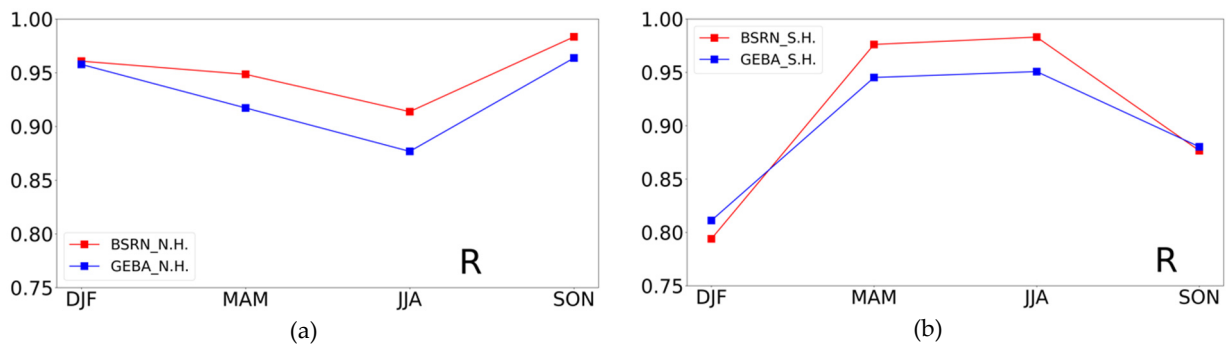 1.00
0.95
0.90
0.85
0.80
0.75
BSRN_N.H.
GEBA_N.H.
R
DJF MAM JJA SON
(a)
1.00
0.95
0.90
0.85
0.80
0.75
BSRN_S.H.
GEBA_S.H.
R
DJF MAM JJA SON
(b)